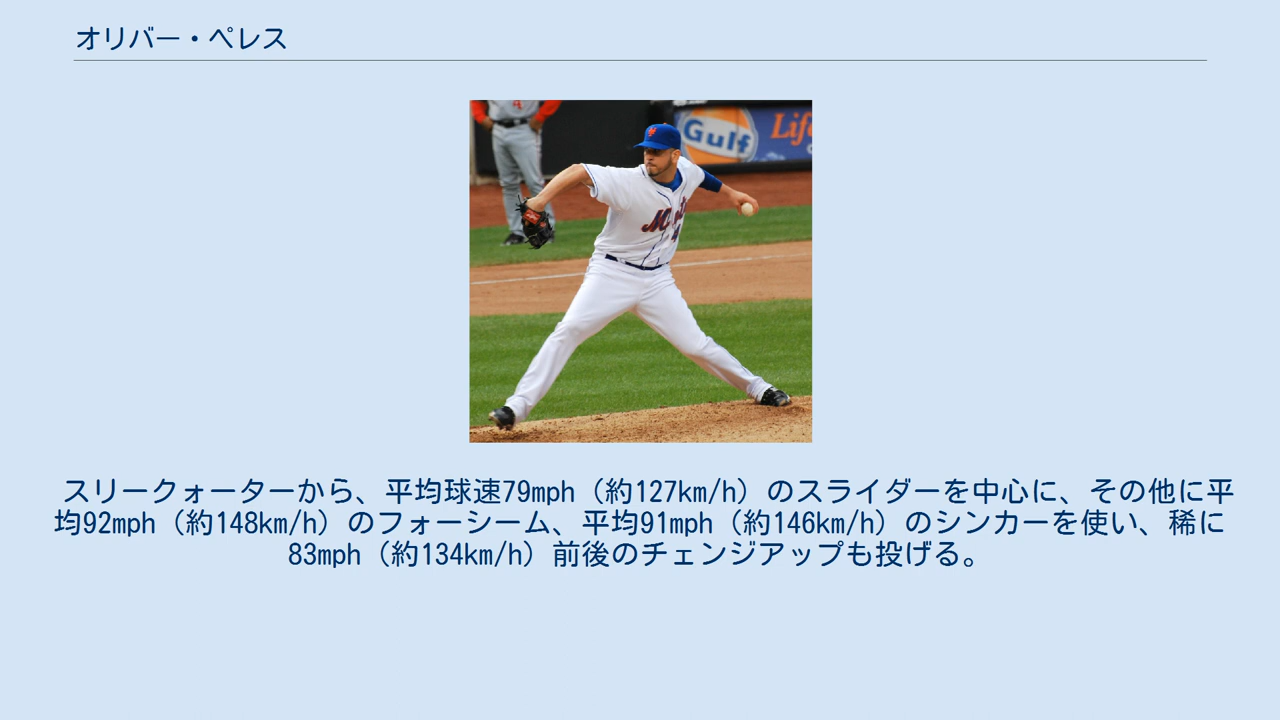 オリバー・ペレス
Gulf
スリークォーターから、平均球速79mph（約127km/h）のスライダーを中心に、その他に平
均92mph（約148km/h）のフォーシーム、平均91mph（約146km/h）のシンカーを使い、稀に
83mph（約134km/h）前後のチェンジアップも投げる。